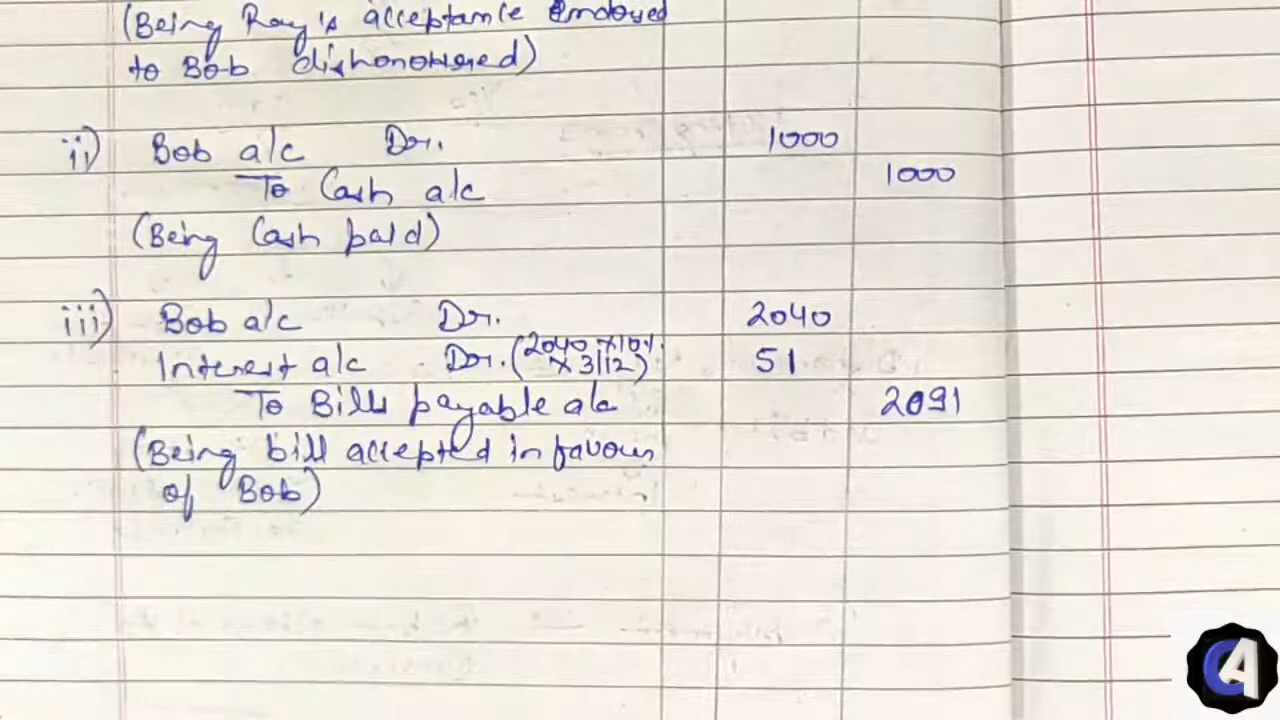 (Being Ray's acceptance endoyed
to Bob dishonoured)
ii) Bob a/c Dr. 1000
To Cash a/c 1000
(Being Cash paid)
iii) Bob a/c Dr. 2040
Interest a/c Dr. (2040 x 10%. x 3/12) 51
To Bills payable a/c 2091
(Being bill accepted in favour
of Bob)
CA